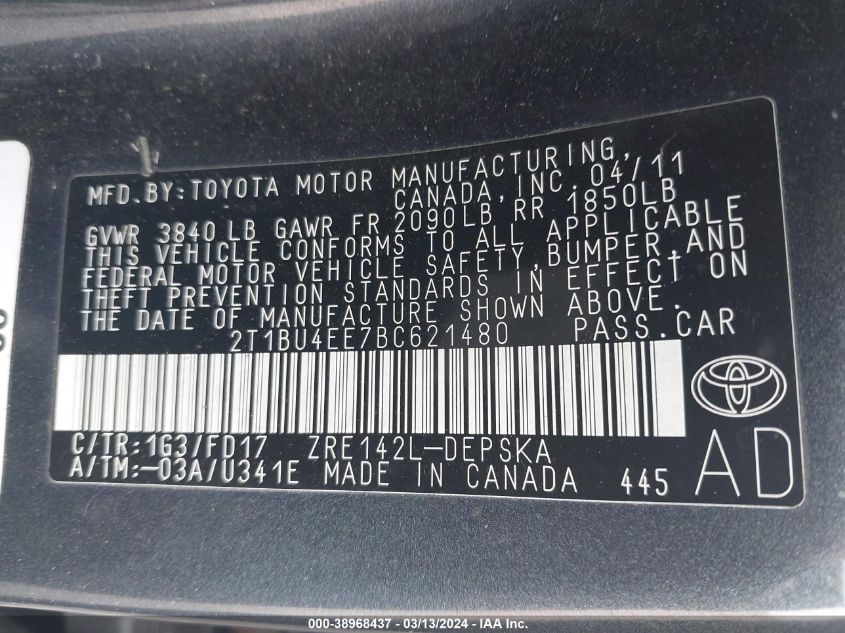 MFD.BY:TOYOTA MOTOR MANUFACTURING,
CANADA,INC. 04/11
GVWR 3840LB GAWR FR 2090LB RR 1850LB
THIS VEHICLE CONFORMS TO ALL APPLICABLE
FEDERAL MOTOR VEHICLE SAFETY,BUMPER,AND
THEFT PREVENTION STANDARDS IN EFFECT ON
THE DATE OF MANUFACTURE SHOWN ABOVE.
2T1BU4EE7BC621480 PASS.CAR
C/TR:1G3/FD17 ZRE142L-DEPSKA
A/TM:-03A/U341E MADE IN CANADA 445
AD
000-38968437 - 03/13/2024 - IAA Inc.